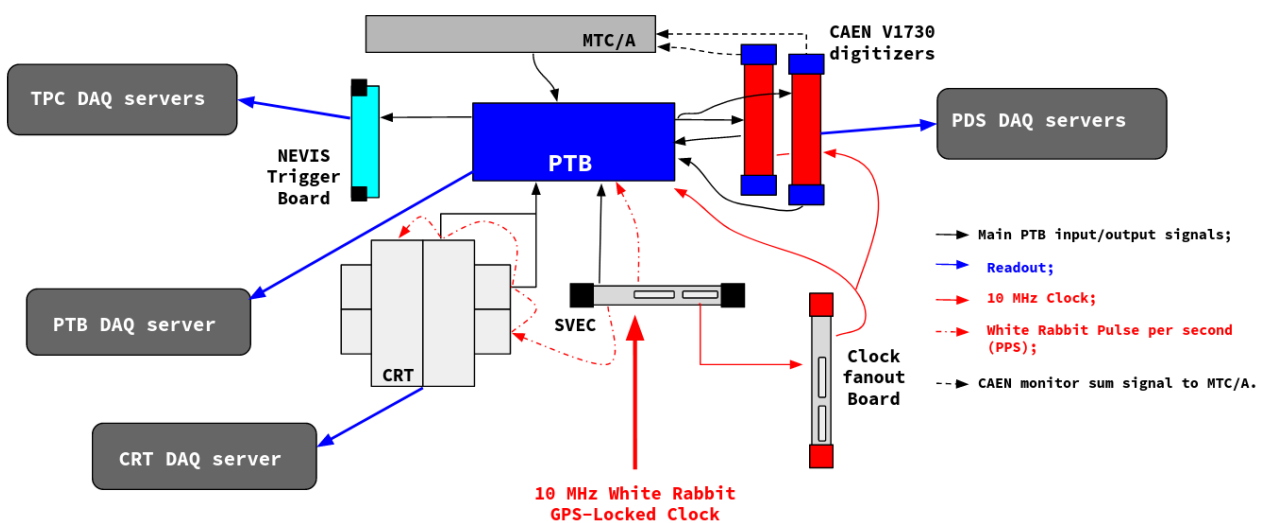 MTC/A
CAEN V1730
digitizers
TPC DAQ servers
PDS DAQ servers
NEVIS
Trigger
Board
PTB
Main PTB input/output signals;
Readout;
10 MHz Clock;
White Rabbit Pulse per second
(PPS);
CAEN monitor sum signal to MTC/A.
PTB DAQ server
SVEC
CRT
Clock
fanout
Board
CRT DAQ server
10 MHz White Rabbit
GPS-Locked Clock